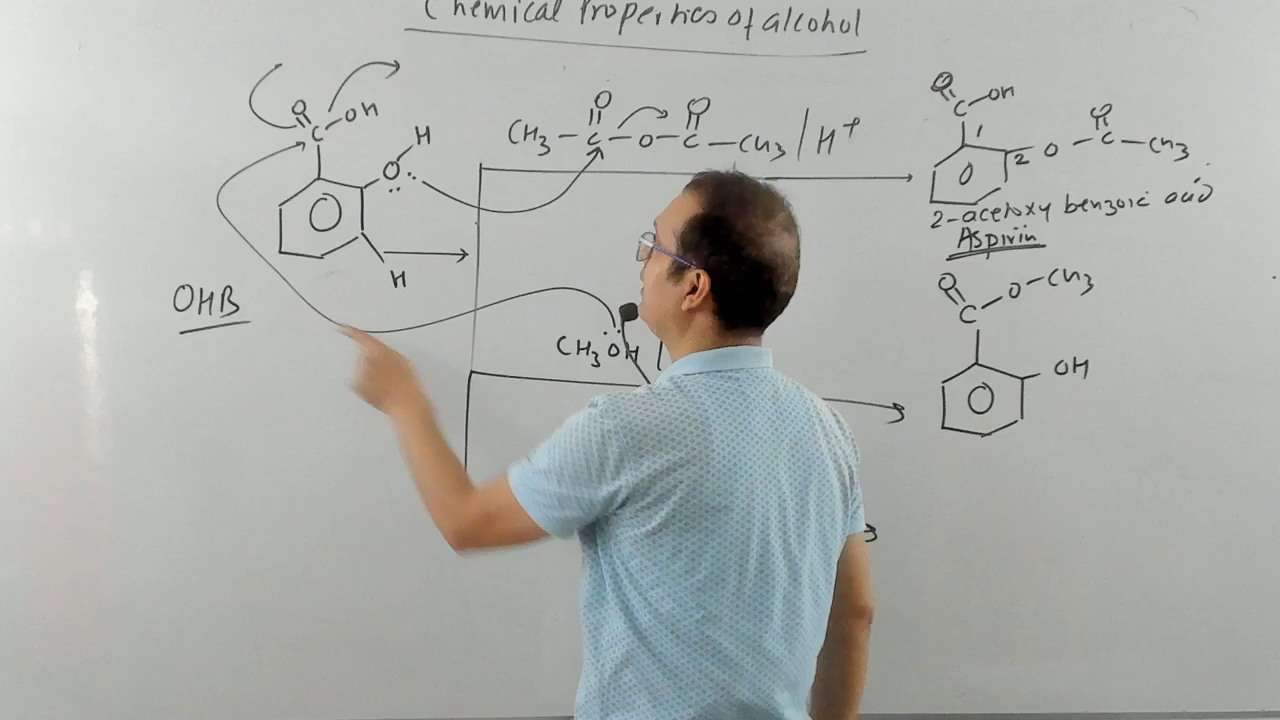 Chemical Properties of alcohol
O
C
OH
H
O
H
OHB
O O
CH3 - C - O - C - CH3 / H+
CH3OH
O
C - OH
1
2 O - C - CH3
O
2-acetoxy benzoic acid
Aspirin
O
C O - CH3
OH